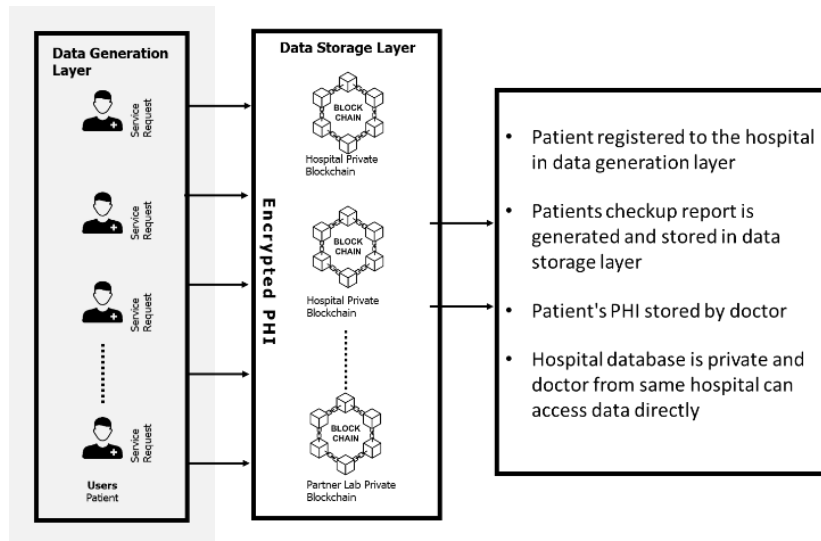 Data Generation
Layer
Service
Request
Service
Request
Service
Request
Service
Request
Users
Patient
Encrypted PHI
Data Storage Layer
BLOCK
CHAIN
Hospital Private
Blockchain
BLOCK
CHAIN
Hospital Private
Blockchain
BLOCK
CHAIN
Partner Lab Private
Blockchain
• Patient registered to the hospital
in data generation layer
• Patients checkup report is
generated and stored in data
storage layer
• Patient's PHI stored by doctor
• Hospital database is private and
doctor from same hospital can
access data directly